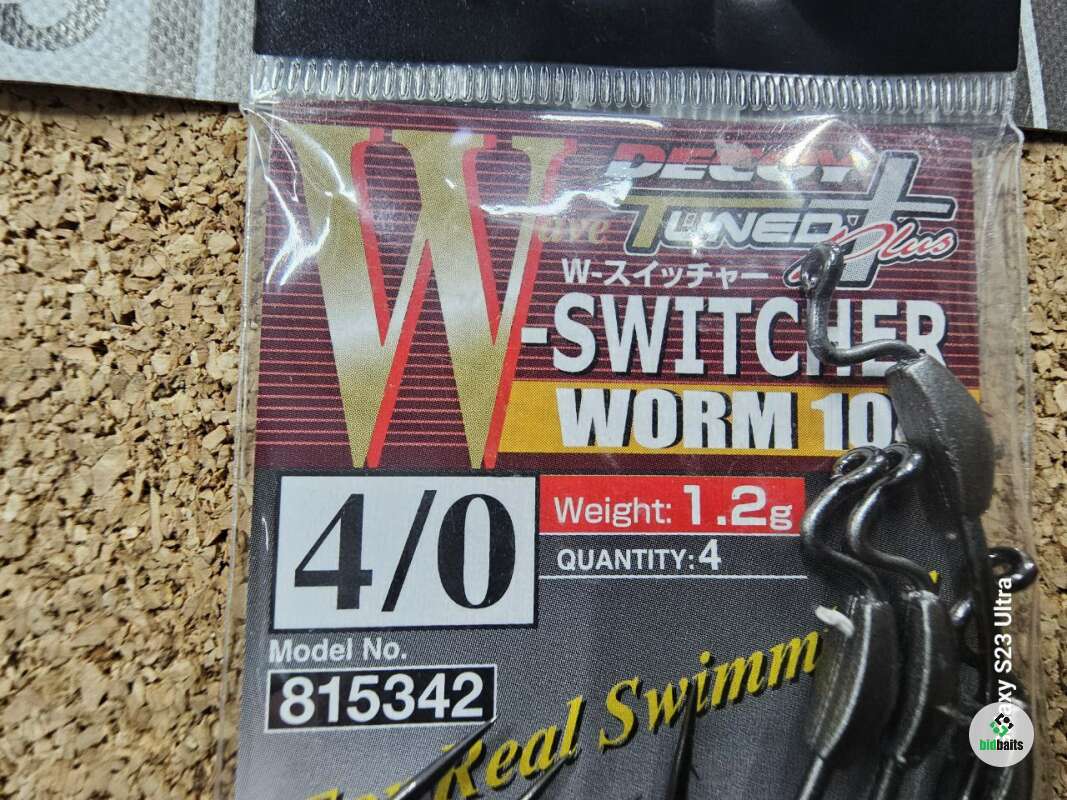 DECOY
Wave TUNED Plus
W-スイッチャー
-SWITCHER
WORM 10
4/0
Weight: 1.2g
QUANTITY:4
Model No.
815342
Real Swimm
axy S23 Ultra
bidbaits